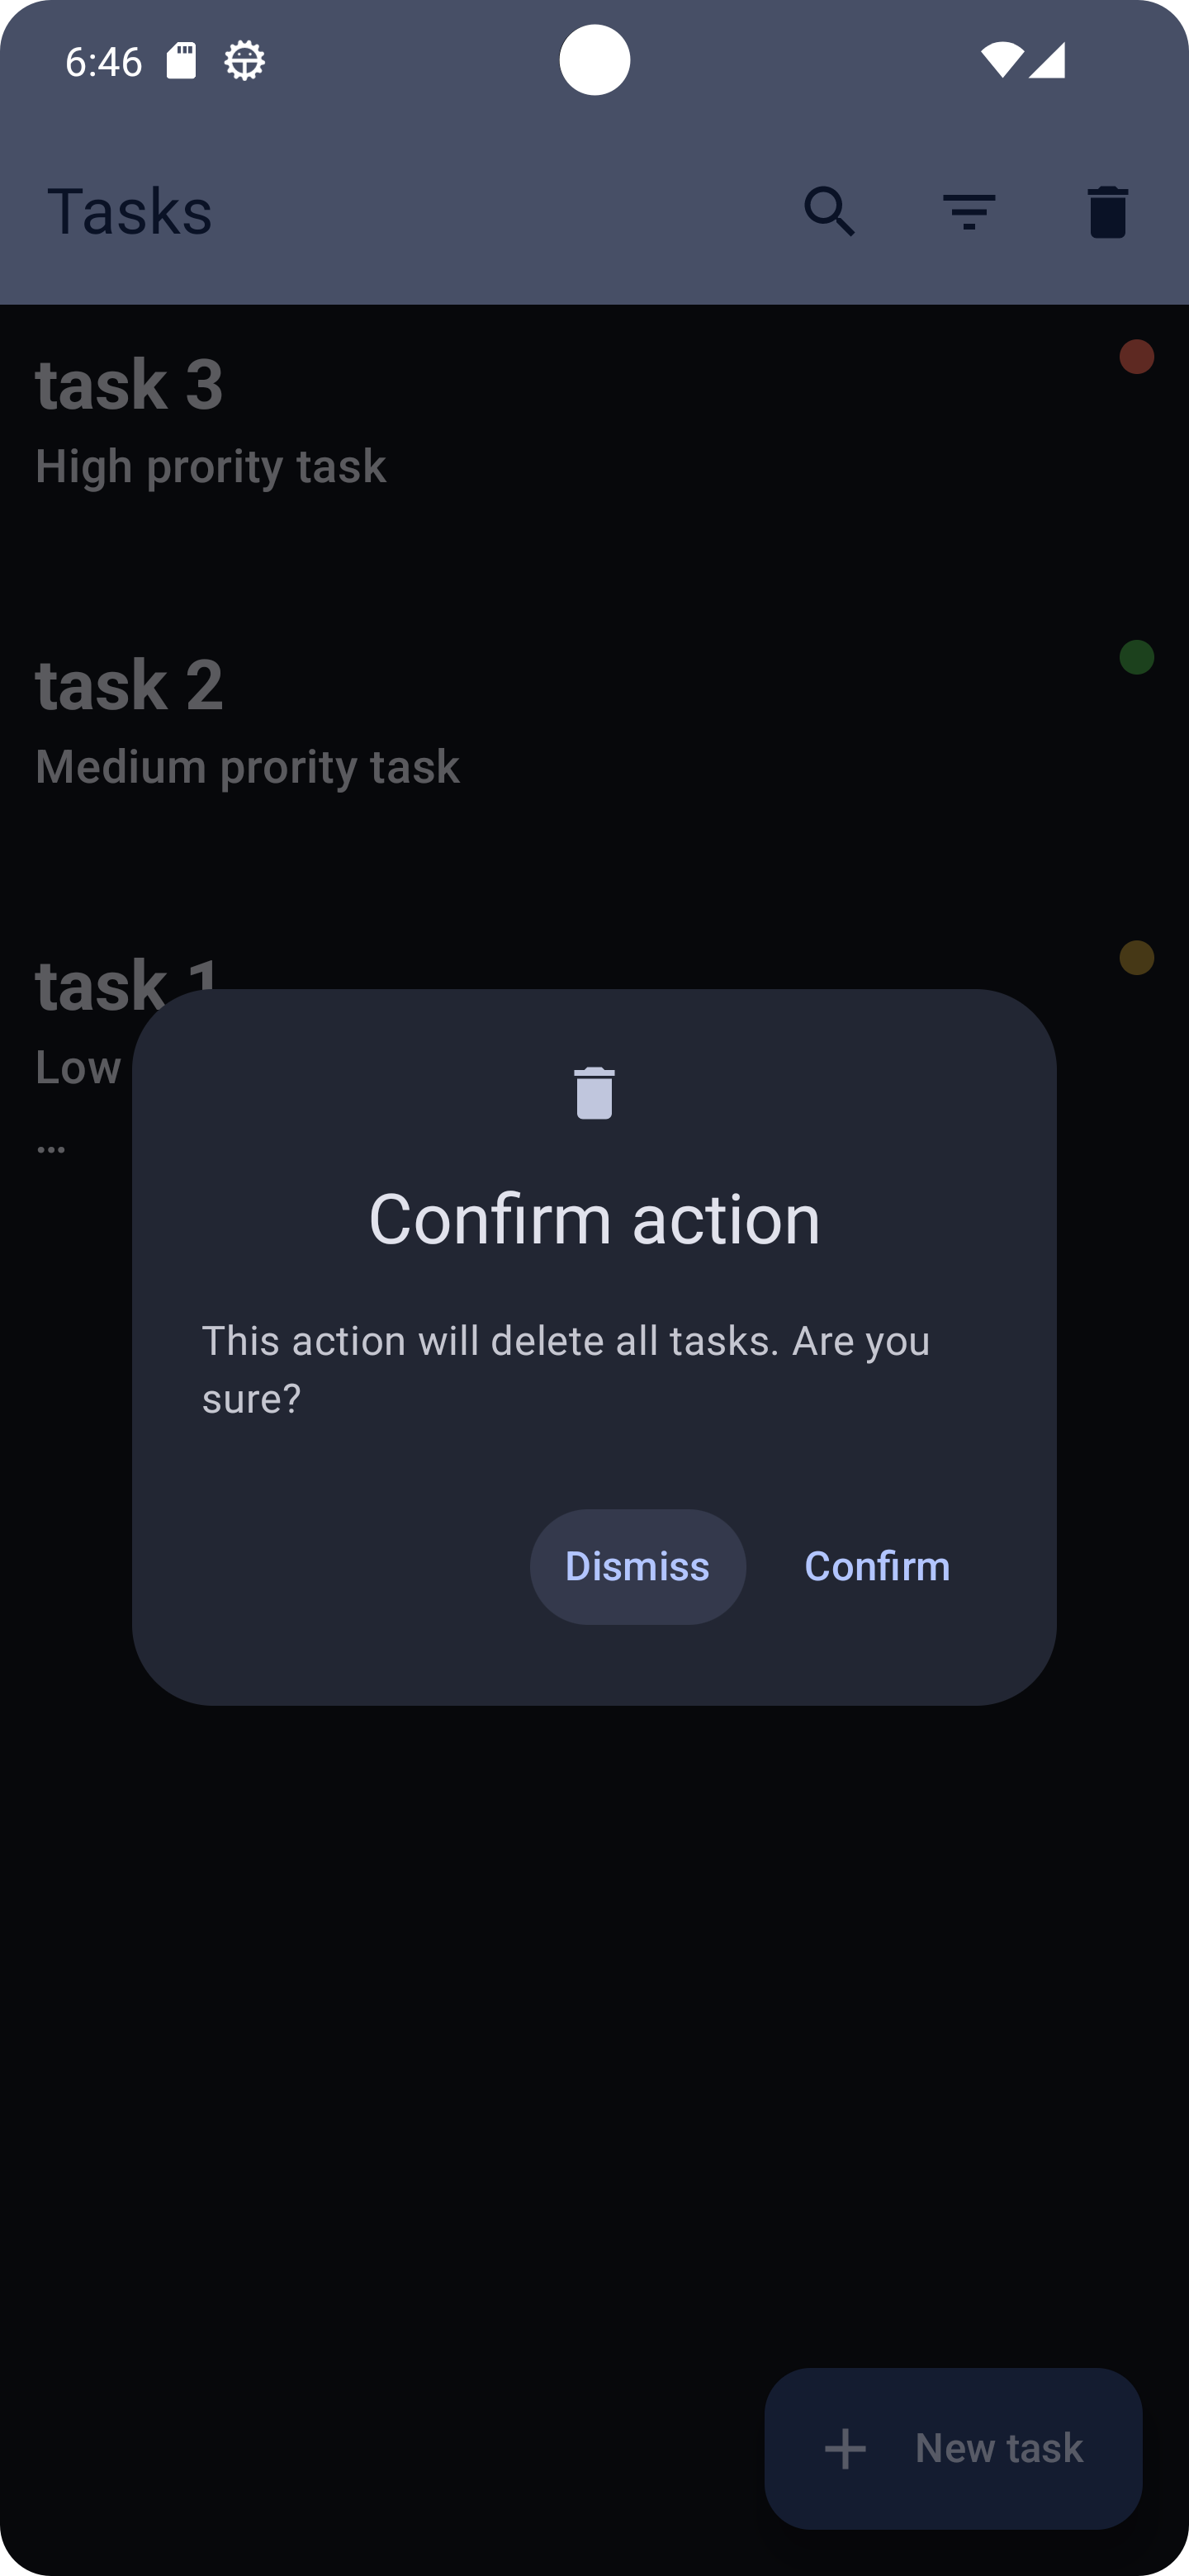 6:46
Tasks
task 3
High prority task
task 2
Medium prority task
task 1
Low
...
Confirm action
This action will delete all tasks. Are you
sure?
Dismiss
Confirm
New task